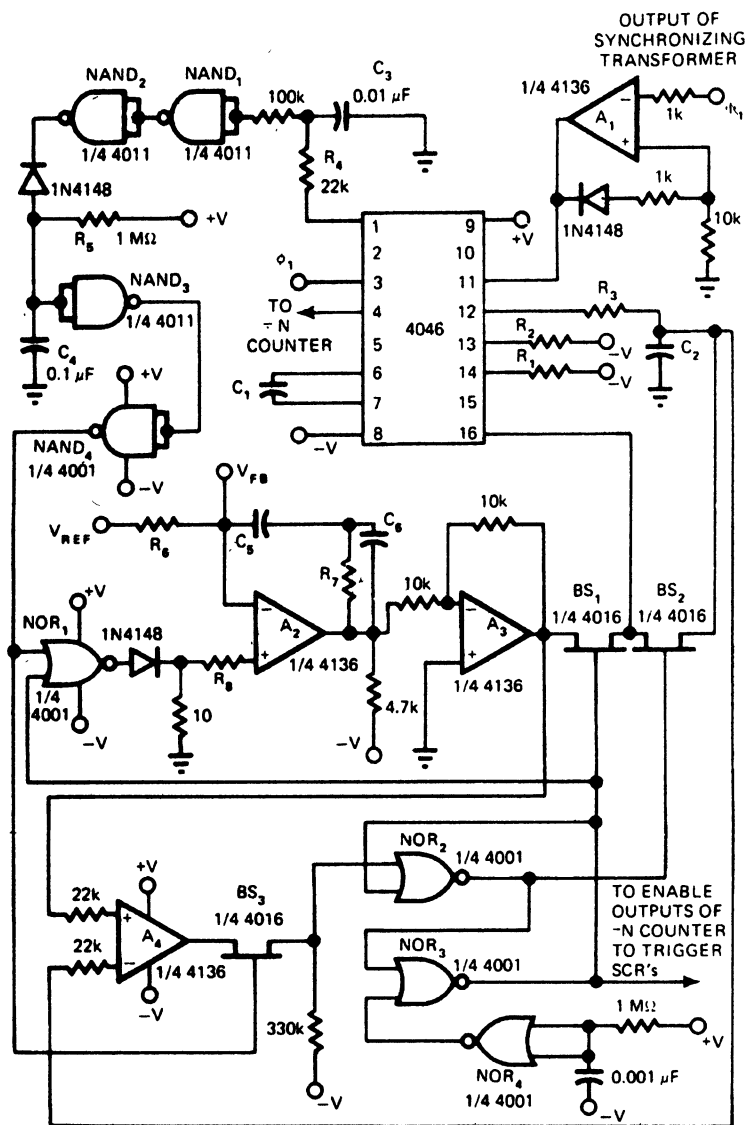 OUTPUT OF
SYNCHRONIZING
TRANSFORMER
NAND2
NAND1
C3
0.01 µF
100k
1/4 4011
1/4 4011
1/4 4136
A1
1k
1k
10k
1N4148
R4
22k
1N4148
R5
1 MΩ
+V
NAND3
1/4 4011
C4
0.1 µF
+V
NAND4
1/4 4001
–V
ϕ1
TO
÷N
COUNTER
C1
–V
1
2
3
4
5
6
7
8
4046
9
10
11
12
13
14
15
16
+V
R3
R2
–V
R1
–V
C2
VFB
VREF
R6
C5
C6
R7
10k
10k
NOR1
+V
1N4148
1/4
4001
–V
R8
10
A2
1/4 4136
4.7k
–V
A3
1/4 4136
BS1
1/4 4016
BS2
1/4 4016
NOR2
1/4 4001
22k
22k
+V
A4
–V
1/4 4136
BS3
1/4 4016
330k
–V
NOR3
1/4 4001
NOR4
1/4 4001
1 MΩ
+V
0.001 µF
–V
TO ENABLE
OUTPUTS OF
÷N COUNTER
TO TRIGGER
SCR's